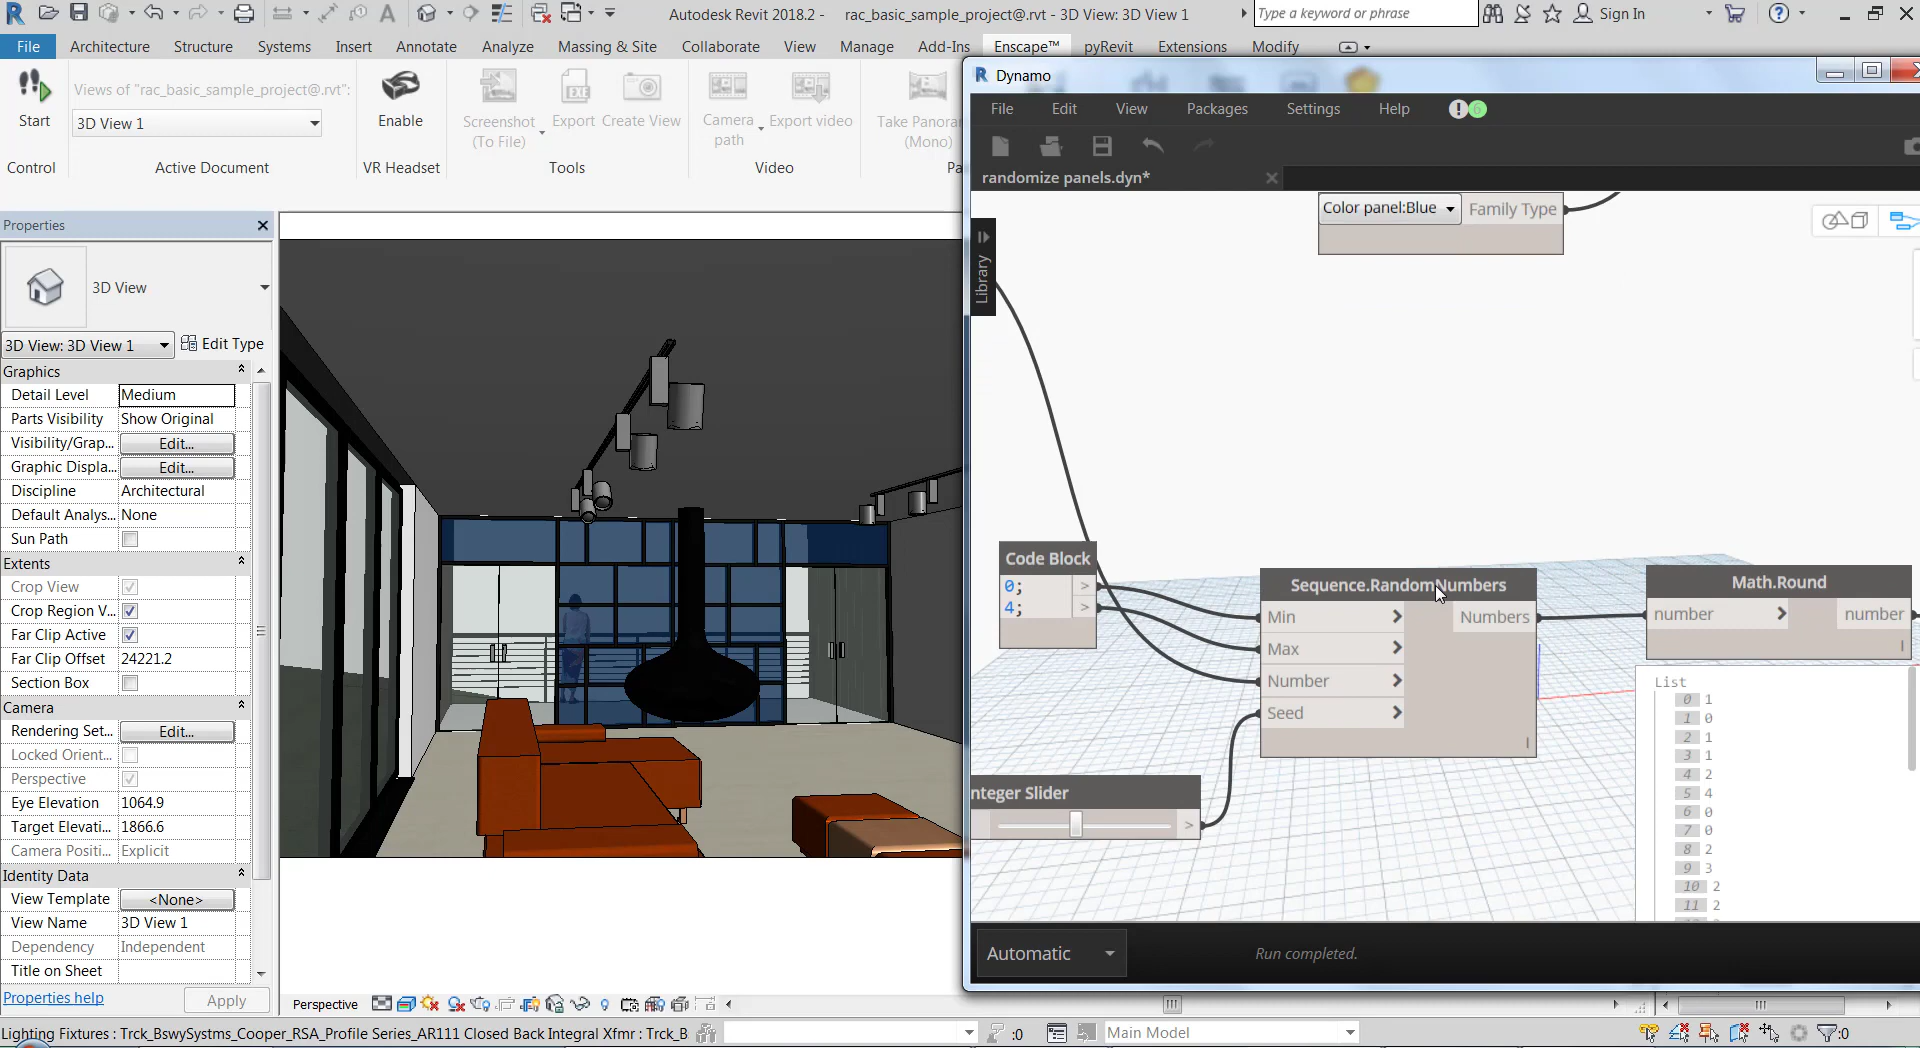 Autodesk Revit 2018.2 - rac_basic_sample_project@.rvt - 3D View: 3D View 1
Type a keyword or phrase
Sign In
File Architecture Structure Systems Insert Annotate Analyze Massing & Site Collaborate View Manage Add-Ins Enscape™ pyRevit Extensions Modify
Start
Control
Views of "rac_basic_sample_project@.rvt":
3D View 1
Active Document
Enable
VR Headset
Screenshot
(To File)
Export
Create View
Tools
Camera
path
Export video
Video
(Mono)
Properties
3D View
3D View: 3D View 1
Edit Type
Graphics
Detail Level Medium
Parts Visibility Show Original
Visibility/Grap... Edit...
Graphic Displa... Edit...
Discipline Architectural
Default Analys... None
Sun Path
Extents
Crop View
Crop Region V...
Far Clip Active
Far Clip Offset 24221.2
Section Box
Camera
Rendering Set... Edit...
Locked Orient...
Perspective
Eye Elevation 1064.9
Target Elevati... 1866.6
Camera Positi... Explicit
Identity Data
View Template <None>
View Name 3D View 1
Dependency Independent
Title on Sheet
Properties help
Apply
Perspective
Lighting Fixtures : Trck_BswySystms_Cooper_RSA_Profile Series_AR111 Closed Back Integral Xfmr : Trck_B
:0
Main Model
:0
Dynamo
File Edit View Packages Settings Help
! 6
randomize panels.dyn*
Library
Color panel:Blue
Family Type
Code Block
0; >
4; >
Sequence.RandomNumbers
Min
Max
Number
Seed
Numbers
Math.Round
number
number
List
0 1
1 0
2 1
3 1
4 2
5 4
6 0
7 0
8 2
9 3
10 2
11 2
nteger Slider
>
Automatic
Run completed.